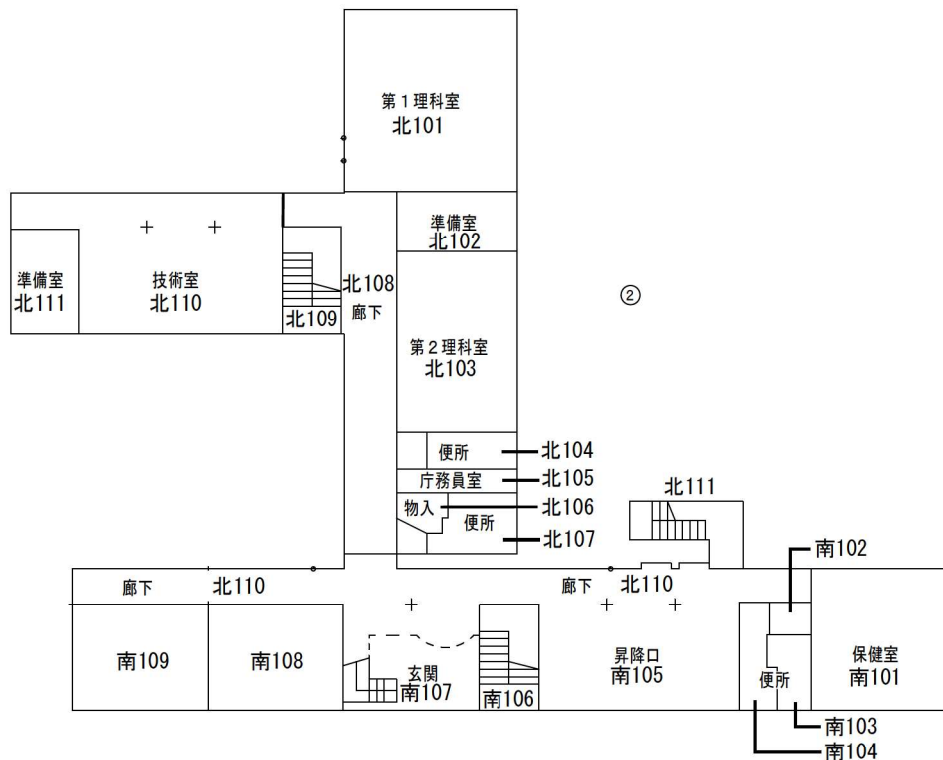 第１理科室
北101
準備室
北102
準備室
北111
技術室
北110
北108
廊下
北109
②
第２理科室
北103
便所
北104
庁務員室
北105
物入
北106
便所
北107
北111
南102
廊下
北110
廊下
北110
南109
南108
玄関
南107
南106
昇降口
南105
便所
保健室
南101
南103
南104